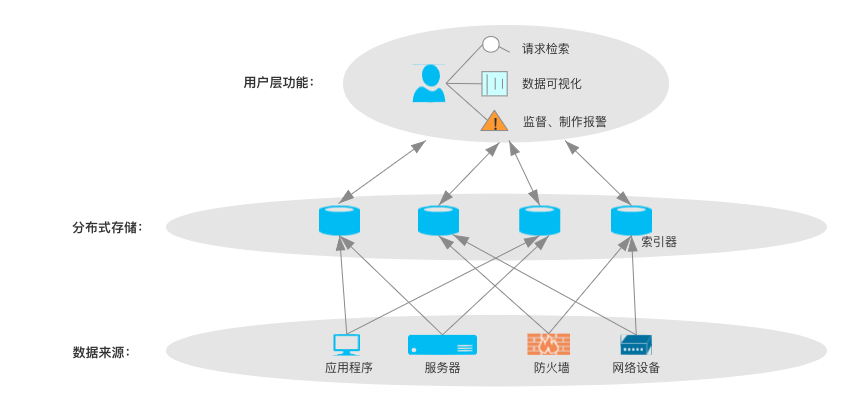 请求检索
用户层功能：
数据可视化
监督、制作报警
分布式存储：
索引器
数据来源：
应用程序
服务器
防火墙
网络设备